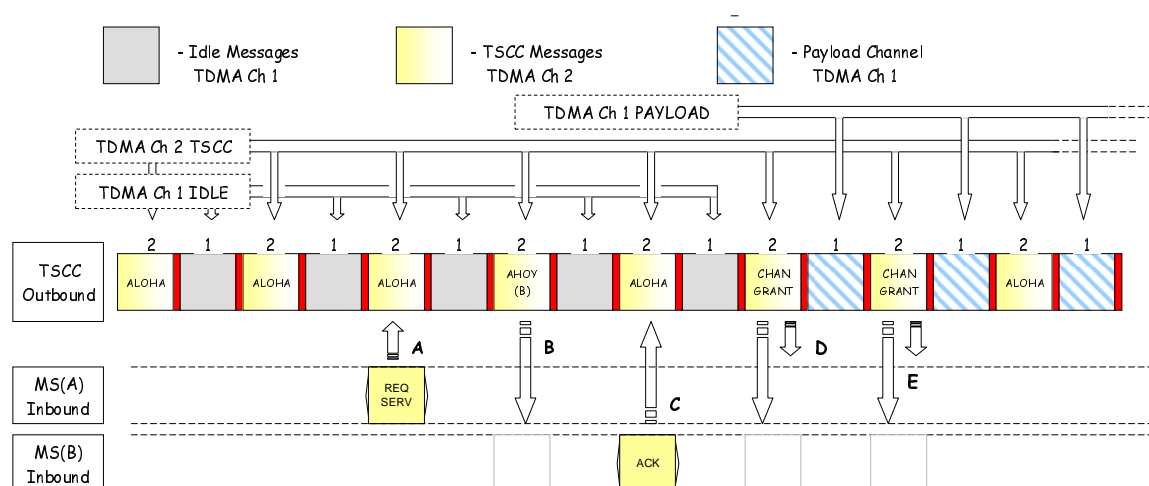 - Idle Messages
TDMA Ch 1
- TSCC Messages
TDMA Ch 2
- Payload Channel
TDMA Ch 1
TDMA Ch 1 PAYLOAD
TDMA Ch 2 TSCC
TDMA Ch 1 IDLE
2 1 2 1 2 1 2 1 2 1 2 1 2 1 2 1
TSCC
Outbound
ALOHA
ALOHA
ALOHA
AHOY
(B)
ALOHA
CHAN
GRANT
CHAN
GRANT
ALOHA
A
B
C
D
E
MS(A)
Inbound
REQ
SERV
MS(B)
Inbound
ACK